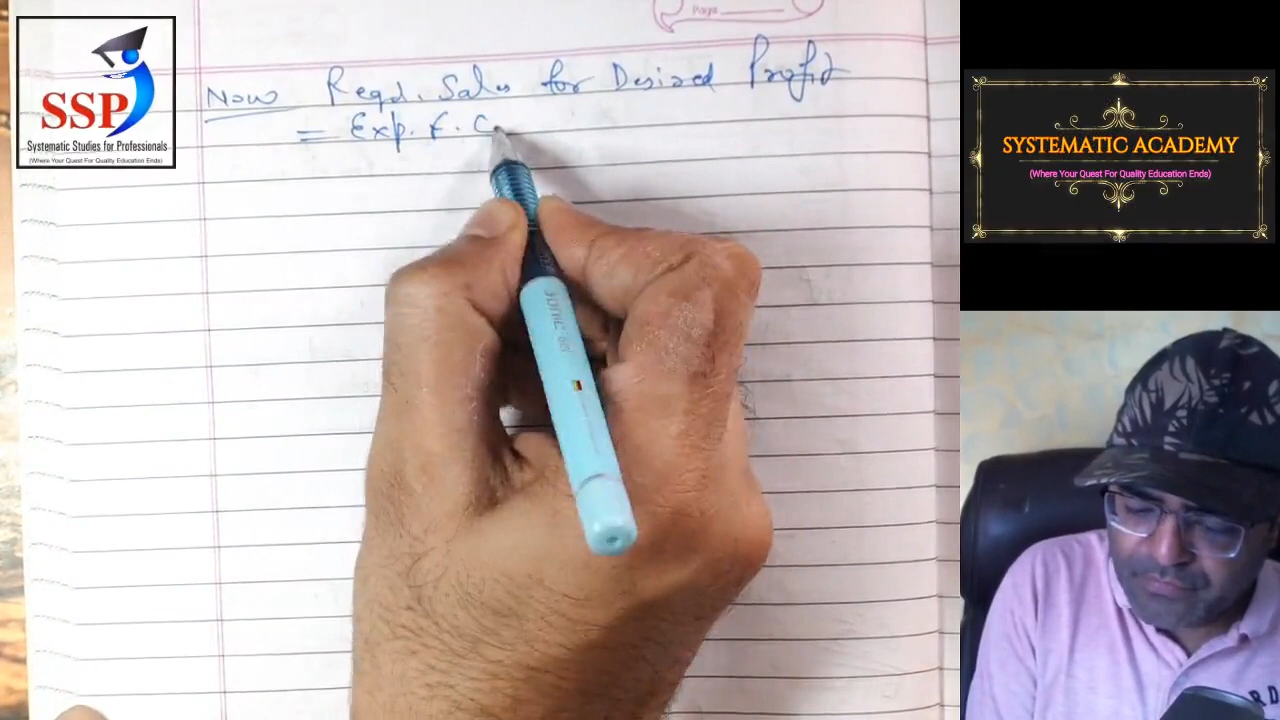 Page
Now Reqd. Sales for Desired Profit
= Exp. F. C
SSP
Systematic Studies for Professionals
(Where Your Quest For Quality Education Ends)
SYSTEMATIC ACADEMY
(Where Your Quest For Quality Education Ends)